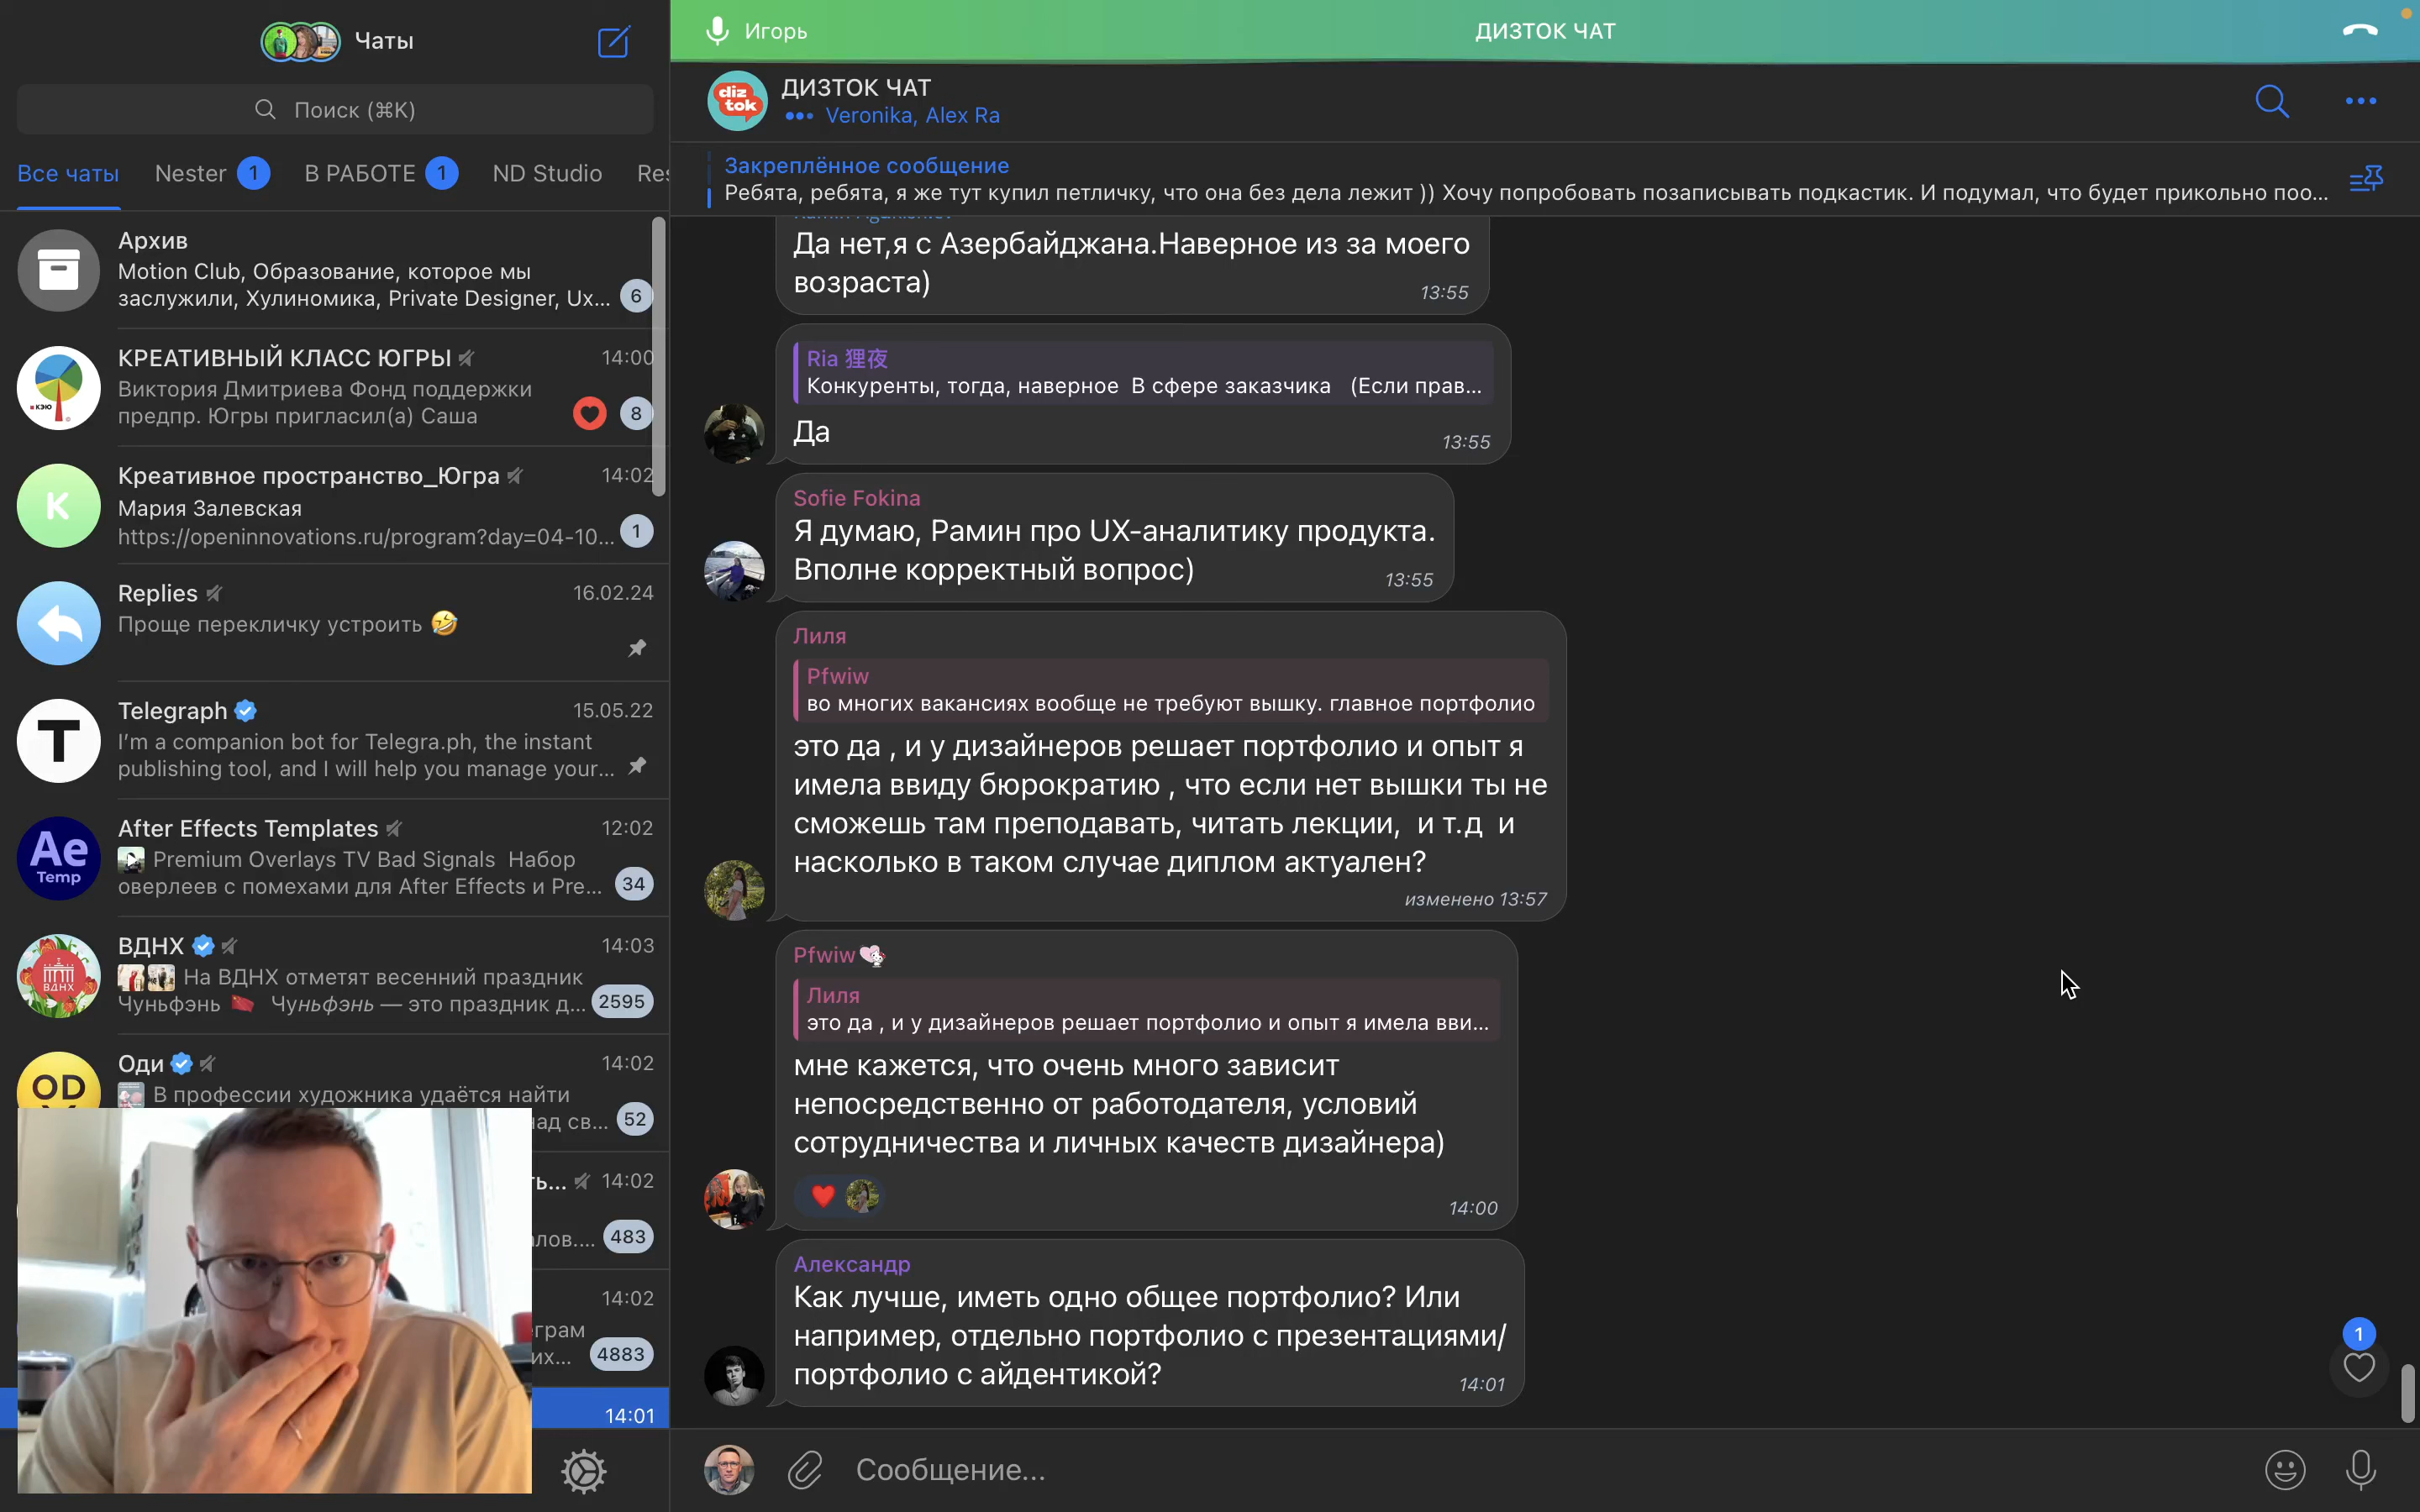 Чаты
Поиск (⌘K)
Все чаты
Nester 1
В РАБОТЕ 1
ND Studio
Res
Архив
Motion Club, Образование, которое мы
заслужили, Хулиномика, Private Designer, Ux...
6
КРЕАТИВНЫЙ КЛАСС ЮГРЫ
14:00
Виктория Дмитриева Фонд поддержки
предпр. Югры пригласил(а) Саша
8
КЭЮ
K
Креативное пространство_Югра
14:02
Мария Залевская
https://openinnovations.ru/program?day=04-10...
1
Replies
16.02.24
Проще перекличку устроить 🤣
T
Telegraph
15.05.22
I'm a companion bot for Telegra.ph, the instant
publishing tool, and I will help you manage your...
Ae
Temp
After Effects Templates
12:02
Premium Overlays TV Bad Signals Набор
оверлеев с помехами для After Effects и Pre...
34
ВДНХ
ВДНХ
14:03
На ВДНХ отметят весенний праздник
Чуньфэнь 🇨🇳 Чуньфэнь — это праздник д...
2595
OD
Оди
14:02
В профессии художника удаётся найти
над св...
52
ть...
14:02
лов....
483
14:02
грам
их...
4883
14:01
Игорь
ДИЗТОК ЧАТ
diz
tok
ДИЗТОК ЧАТ
Veronika, Alex Ra
Закреплённое сообщение
Ребята, ребята, я же тут купил петличку, что она без дела лежит )) Хочу попробовать позаписывать подкастик. И подумал, что будет прикольно поо...
Да нет,я с Азербайджана.Наверное из за моего
возраста)
13:55
Ria 狸夜
Конкуренты, тогда, наверное В сфере заказчика (Если прав...
Да
13:55
Sofie Fokina
Я думаю, Рамин про UX-аналитику продукта.
Вполне корректный вопрос)
13:55
Лиля
Pfwiw
во многих вакансиях вообще не требуют вышку. главное портфолио
это да , и у дизайнеров решает портфолио и опыт я
имела ввиду бюрократию , что если нет вышки ты не
сможешь там преподавать, читать лекции, и т.д и
насколько в таком случае диплом актуален?
изменено 13:57
Pfwiw
Лиля
это да , и у дизайнеров решает портфолио и опыт я имела вви...
мне кажется, что очень много зависит
непосредственно от работодателя, условий
сотрудничества и личных качеств дизайнера)
14:00
Александр
Как лучше, иметь одно общее портфолио? Или
например, отдельно портфолио с презентациями/
портфолио с айдентикой?
14:01
1
Сообщение...